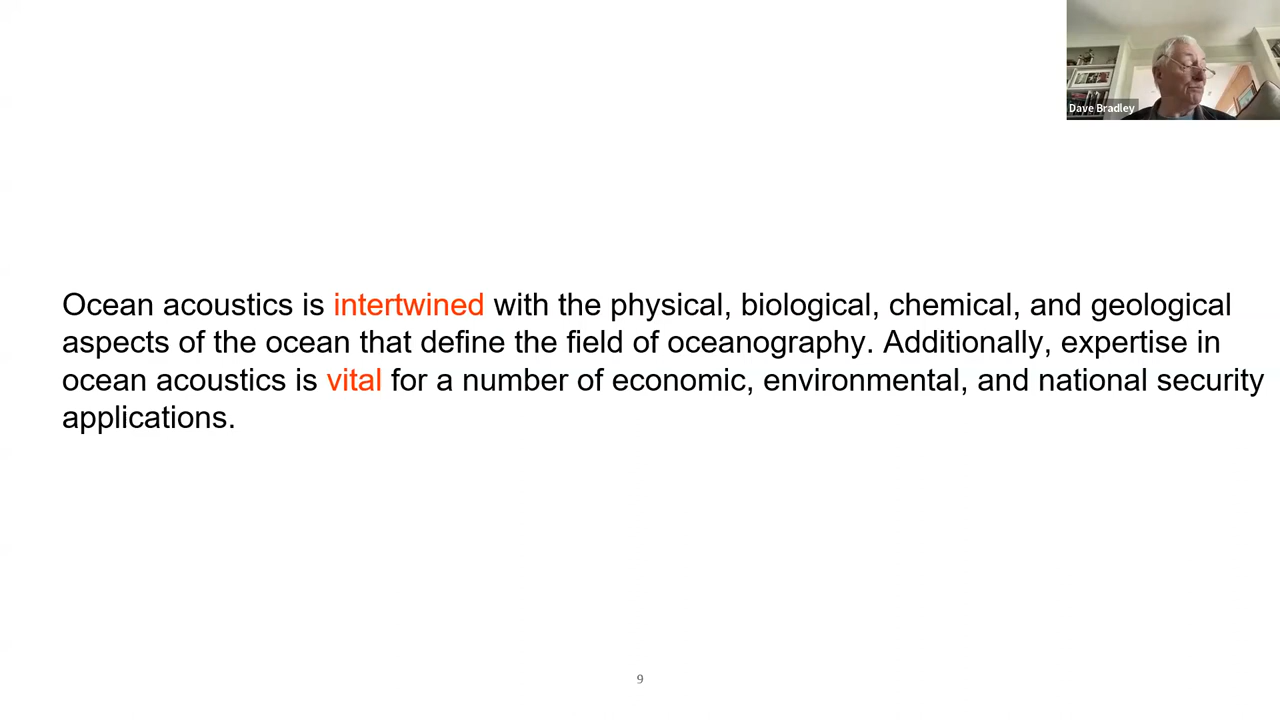 Dave Bradley
Ocean acoustics is intertwined with the physical, biological, chemical, and geological
aspects of the ocean that define the field of oceanography. Additionally, expertise in
ocean acoustics is vital for a number of economic, environmental, and national security
applications.
9